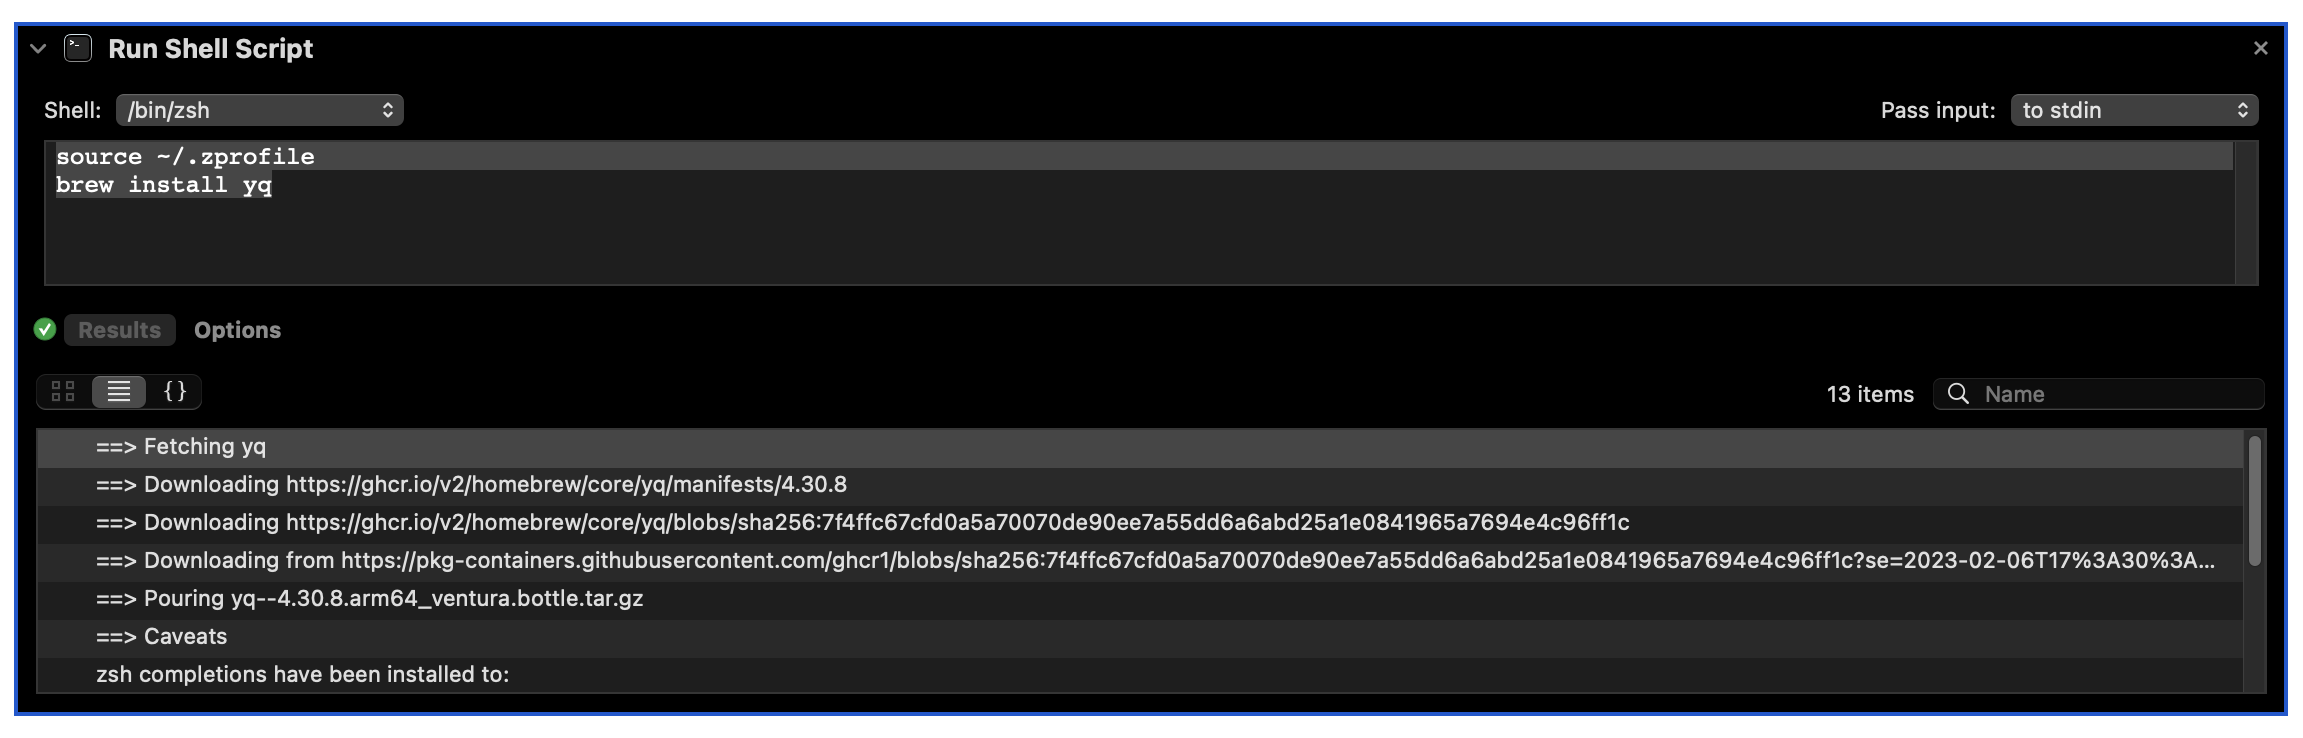 Run Shell Script
Shell: /bin/zsh Pass input: to stdin
source ~/.zprofile
brew install yq
Results Options
{} 13 items Name
==> Fetching yq
==> Downloading https://ghcr.io/v2/homebrew/core/yq/manifests/4.30.8
==> Downloading https://ghcr.io/v2/homebrew/core/yq/blobs/sha256:7f4ffc67cfd0a5a70070de90ee7a55dd6a6abd25a1e0841965a7694e4c96ff1c
==> Downloading from https://pkg-containers.githubusercontent.com/ghcr1/blobs/sha256:7f4ffc67cfd0a5a70070de90ee7a55dd6a6abd25a1e0841965a7694e4c96ff1c?se=2023-02-06T17%3A30%3A...
==> Pouring yq--4.30.8.arm64_ventura.bottle.tar.gz
==> Caveats
zsh completions have been installed to: